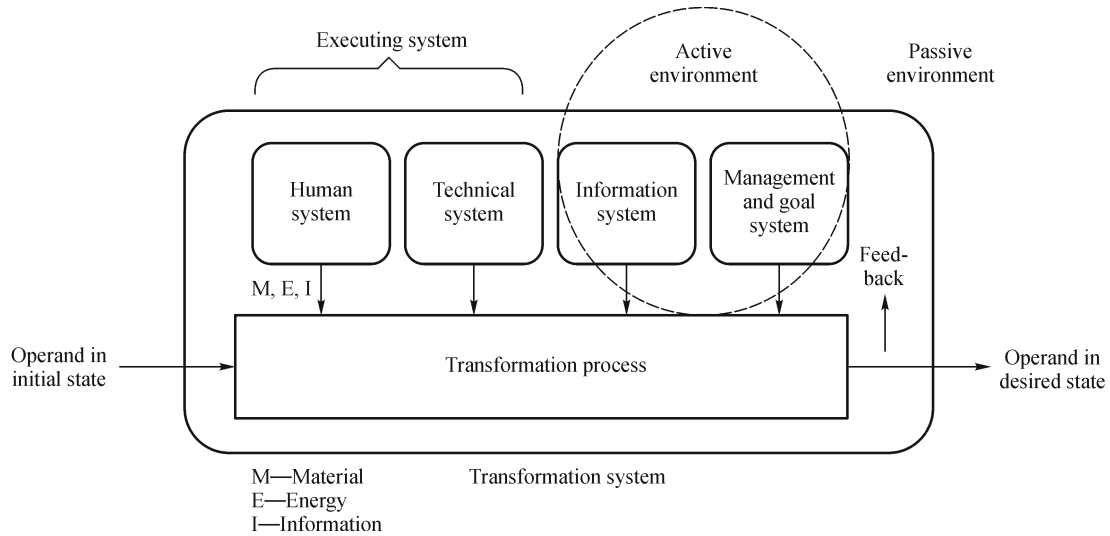 Executing system
Active
environment
Passive
environment
Human
system
Technical
system
Information
system
Management
and goal
system
M, E, I
Feed-
back
Operand in
initial state
Transformation process
Operand in
desired state
M—Material
E—Energy
I—Information
Transformation system